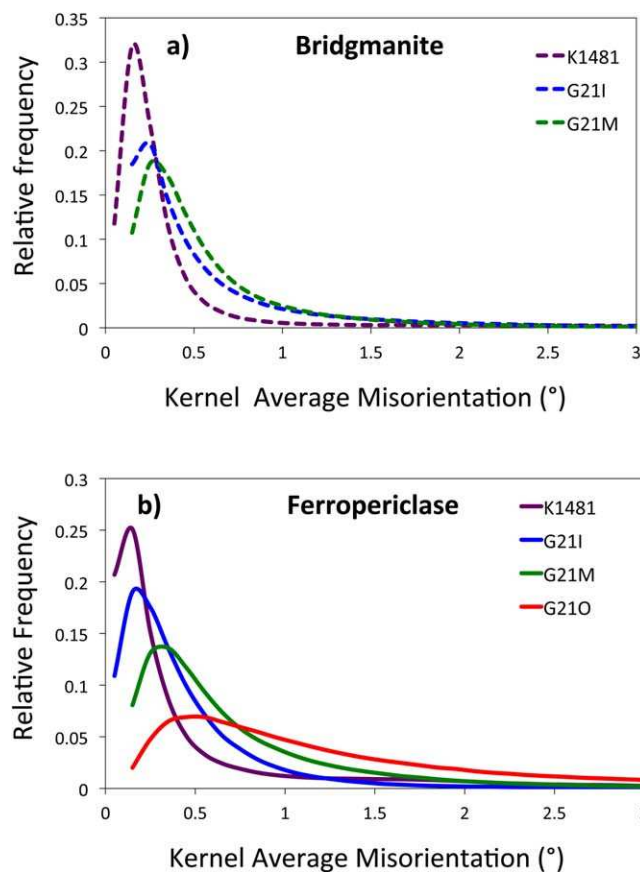 a) Bridgmanite
K1481
G21I
G21M
Relative frequency
0.35
0.3
0.25
0.2
0.15
0.1
0.05
0
0 0.5 1 1.5 2 2.5 3
Kernel Average Misorientation (°)
b) Ferropericlase
K1481
G21I
G21M
G21O
Relative Frequency
0.3
0.25
0.2
0.15
0.1
0.05
0
0 0.5 1 1.5 2 2.5 3
Kernel Average Misorientation (°)